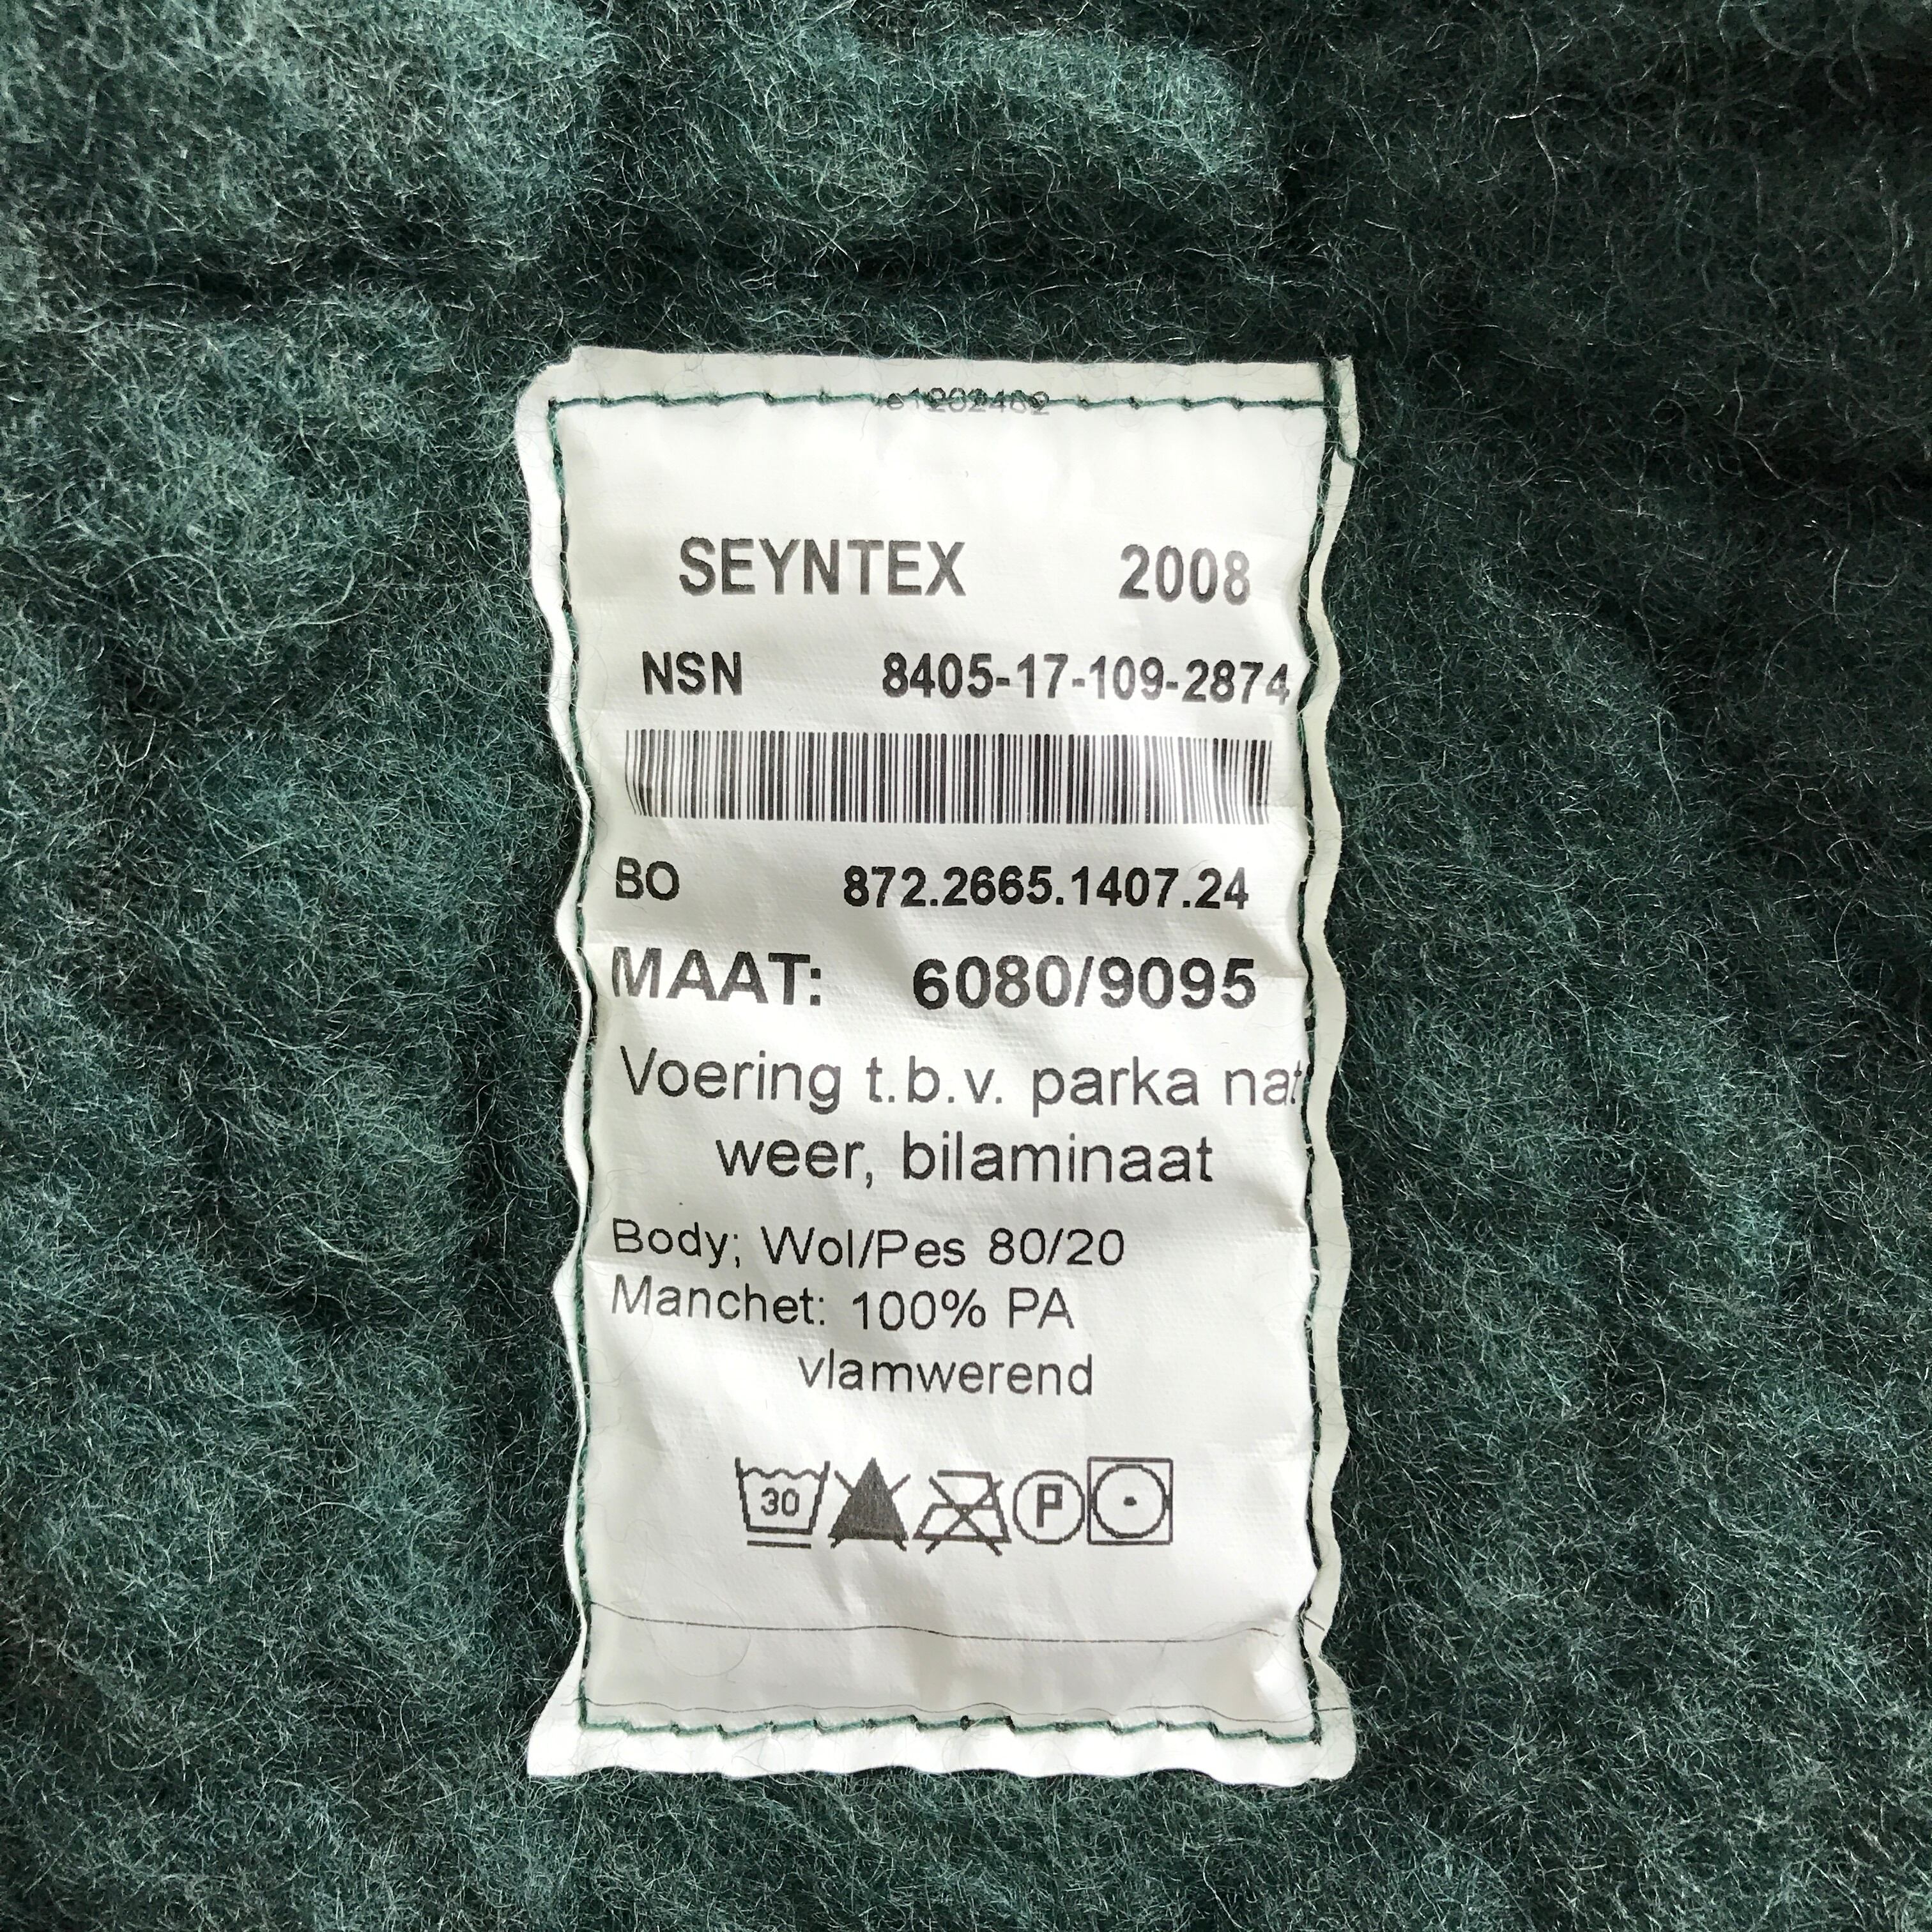 SEYNTEX 2008
NSN 8405-17-109-2874
BO 872.2665.1407.24
MAAT: 6080/9095
Voering t.b.v. parka nat
weer, bilaminaat
Body; Wol/Pes 80/20
Manchet: 100% PA
vlamwerend
30 P